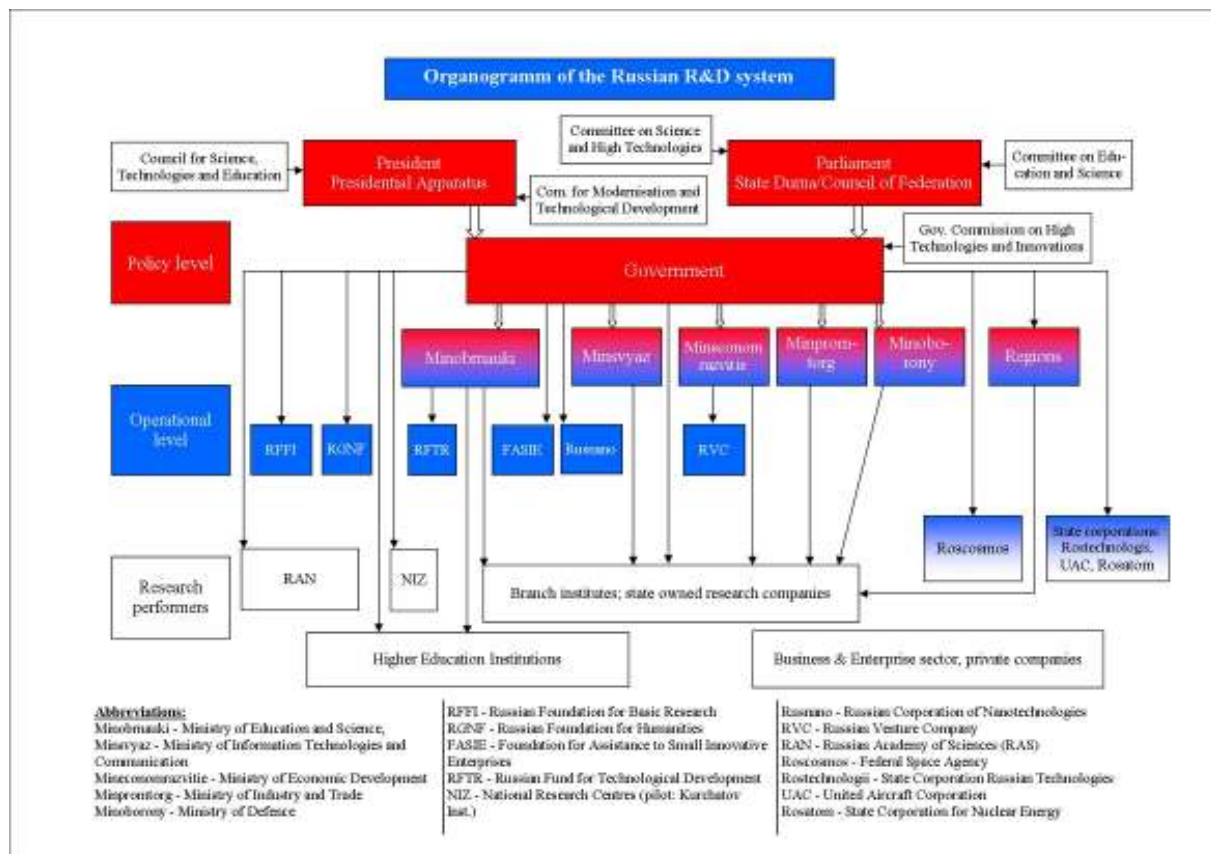 Organogramm of the Russian R&D system
Committee on Science
and High Technologies
Council for Science,
Technologies and Education
President
Presidential Apparatus
Parliament
State Duma/Council of Federation
Committee on Edu-
cation and Science
Com. for Modernisation and
Technological Development
Gov. Commission on High
Technologies and Innovations
Policy level
Government
Minobrnauki
Minsvyaz
Mineconom
razvitie
Minprom-
torg
Minobo-
rony
Regions
Operational
level
RFFI
RGNF
RFTR
FASIE
Rusnano
RVC
Roscosmos
State corporations
Rostechnologii,
UAC, Rosatom
Research
performers
RAN
NIZ
Branch institutes; state owned research companies
Higher Education Institutions
Business & Enterprise sector, private companies
Abbreviations:
Minobrnauki - Ministry of Education and Science,
Minsvyaz - Ministry of Information Technologies and
Communication
Mineconomrazvitie - Ministry of Economic Development
Minpromtorg - Ministry of Industry and Trade
Minoborony - Ministry of Defence
RFFI - Russian Foundation for Basic Research
RGNF - Russian Foundation for Humanities
FASIE - Foundation for Assistance to Small Innovative
Enterprises
RFTR - Russian Fund for Technological Development
NIZ - National Research Centres (pilot: Kurchatov
Inst.)
Rusnano - Russian Corporation of Nanotechnologies
RVC - Russian Venture Company
RAN - Russian Academy of Sciences (RAS)
Roscosmos - Federal Space Agency
Rostechnologii - State Corporation Russian Technologies
UAC - United Aircraft Corporation
Rosatom - State Corporation for Nuclear Energy